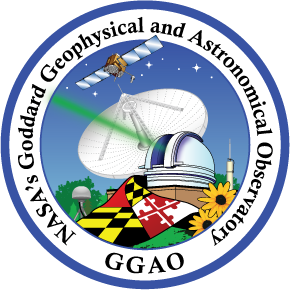 NASA's Goddard Geophysical and Astronomical Observatory
GGAO